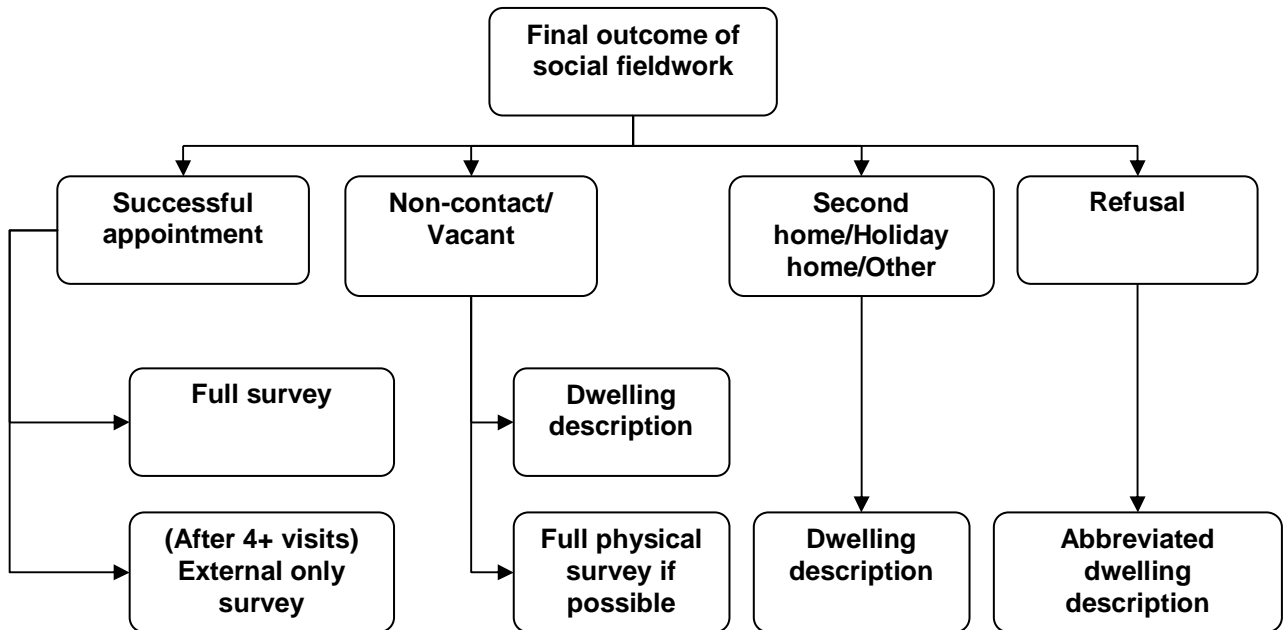 Final outcome of
social fieldwork
Successful
appointment
Non-contact/
Vacant
Second
home/Holiday
home/Other
Refusal
Full survey
Dwelling
description
(After 4+ visits)
External only
survey
Full physical
survey if
possible
Dwelling
description
Abbreviated
dwelling
description